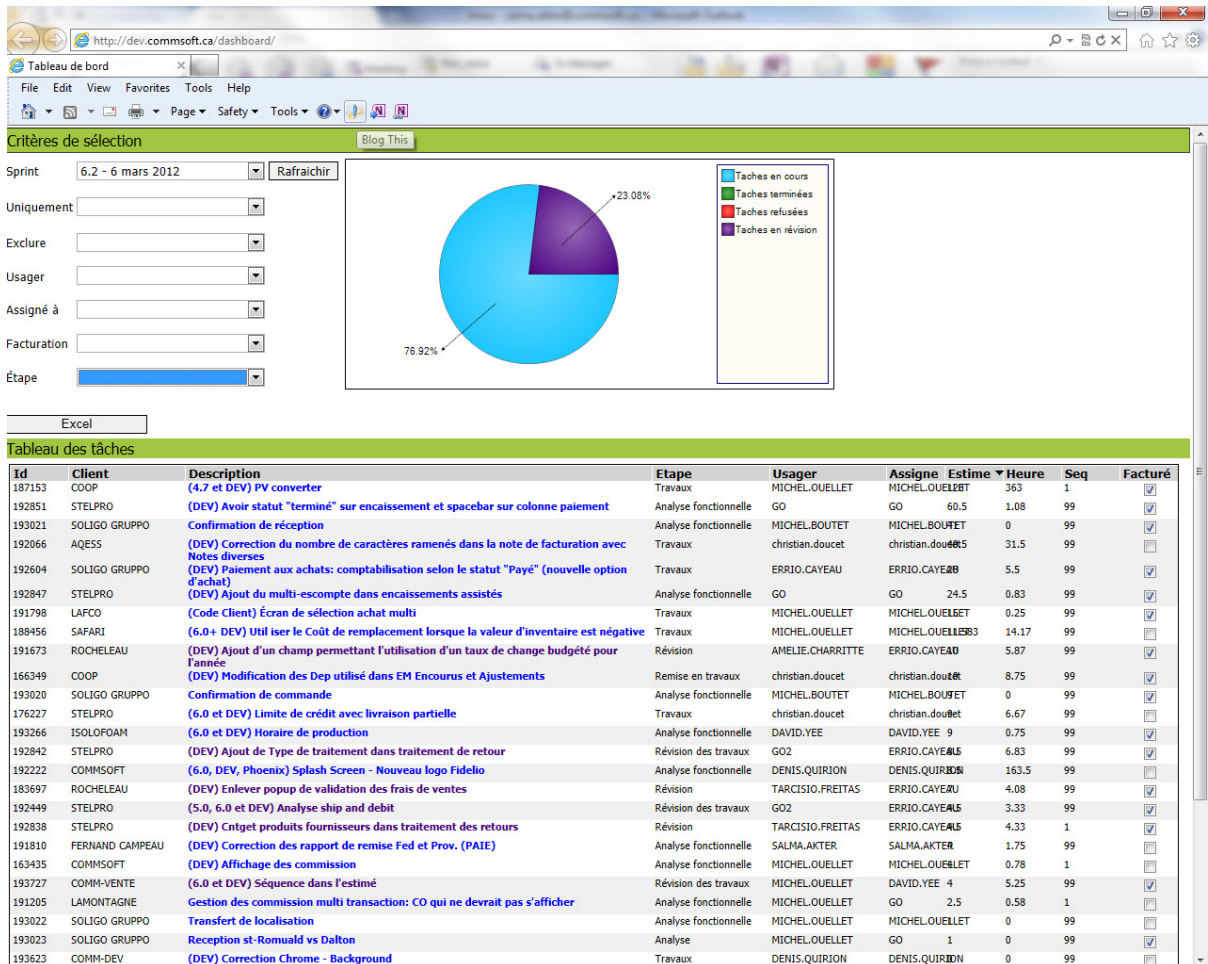 http://dev.commsoft.ca/dashboard/
Tableau de bord
File Edit View Favorites Tools Help
Page Safety Tools
Critères de sélection
Blog This
Sprint 6.2 - 6 mars 2012 Rafraichir
Uniquement
Exclure
Usager
Assigné à
Facturation
Étape
23.08%
76.92%
Taches en cours
Taches terminées
Taches refusées
Taches en révision
Excel
Tableau des tâches
Id Client Description Etape Usager Assigne Estime Heure Seq Facturé
187153 COOP (4.7 et DEV) PV converter Travaux MICHEL.OUELLET 363 1
192851 STELPRO (DEV) Avoir statut "terminé" sur encaissement et spacebar sur colonne paiement Analyse fonctionnelle GO GO 60.5 1.08 99
193021 SOLIGO GRUPPO Confirmation de réception Analyse fonctionnelle MICHEL.BOUTET 0 99
192066 AQESS (DEV) Correction du nombre de caractères ramenés dans la note de facturation avec Travaux christian.doucet 31.5 99
Notes diverses
192604 SOLIGO GRUPPO (DEV) Paiement aux achats: comptabilisation selon le statut "Payé" (nouvelle option Travaux ERRIO.CAYEAU 5.5 99
d'achat)
192847 STELPRO (DEV) Ajout du multi-escompte dans encaissements assistés Analyse fonctionnelle GO GO 24.5 0.83 99
191798 LAFCO (Code Client) Écran de sélection achat multi Travaux MICHEL.OUELLET 0.25 99
188456 SAFARI (6.0+ DEV) Util iser le Coût de remplacement lorsque la valeur d'inventaire est négative Travaux MICHEL.OUELLET 14.17 99
191673 ROCHELEAU (DEV) Ajout d'un champ permettant l'utilisation d'un taux de change budgété pour Révision AMELIE.CHARRITTE 5.87 99
l'année
166349 COOP (DEV) Modification des Dep utilisé dans EM Encourus et Ajustements Remise en travaux christian.doucet 8.75 99
193020 SOLIGO GRUPPO Confirmation de commande Analyse fonctionnelle MICHEL.BOUTET 0 99
176227 STELPRO (6.0 et DEV) Limite de crédit avec livraison partielle Travaux christian.doucet 6.67 99
193266 ISOLOFOAM (6.0 et DEV) Horaire de production Analyse fonctionnelle DAVID.YEE DAVID.YEE 9 0.75 99
192842 STELPRO (DEV) Ajout de Type de traitement dans traitement de retour Révision des travaux GO2 6.83 99
192222 COMMSOFT (6.0, DEV, Phoenix) Splash Screen - Nouveau logo Fidelio Analyse fonctionnelle DENIS.QUIRION 163.5 99
183697 ROCHELEAU (DEV) Enlever popup de validation des frais de ventes Révision TARCISIO.FREITAS 4.08 99
192449 STELPRO (5.0, 6.0 et DEV) Analyse ship and debit Révision des travaux GO2 3.33 99
192838 STELPRO (DEV) Cntget produits fournisseurs dans traitement des retours Révision TARCISIO.FREITAS 4.33 1
191810 FERNAND CAMPEAU (DEV) Correction des rapport de remise Fed et Prov. (PAIE) Analyse fonctionnelle SALMA.AKTER 1.75 99
163435 COMMSOFT (DEV) Affichage des commission Analyse fonctionnelle MICHEL.OUELLET 0.78 1
193727 COMM-VENTE (6.0 et DEV) Séquence dans l'estimé Révision des travaux MICHEL.OUELLET DAVID.YEE 4 5.25 99
191205 LAMONTAGNE Gestion des commission multi transaction: CO qui ne devrait pas s'afficher Analyse fonctionnelle MICHEL.OUELLET GO 2.5 0.58 1
193022 SOLIGO GRUPPO Transfert de localisation Analyse fonctionnelle MICHEL.OUELLET 0 99
193023 SOLIGO GRUPPO Reception st-Romuald vs Dalton Analyse MICHEL.OUELLET GO 1 0 99
193623 COMM-DEV (DEV) Correction Chrome - Background Travaux DENIS.QUIRION 0 99